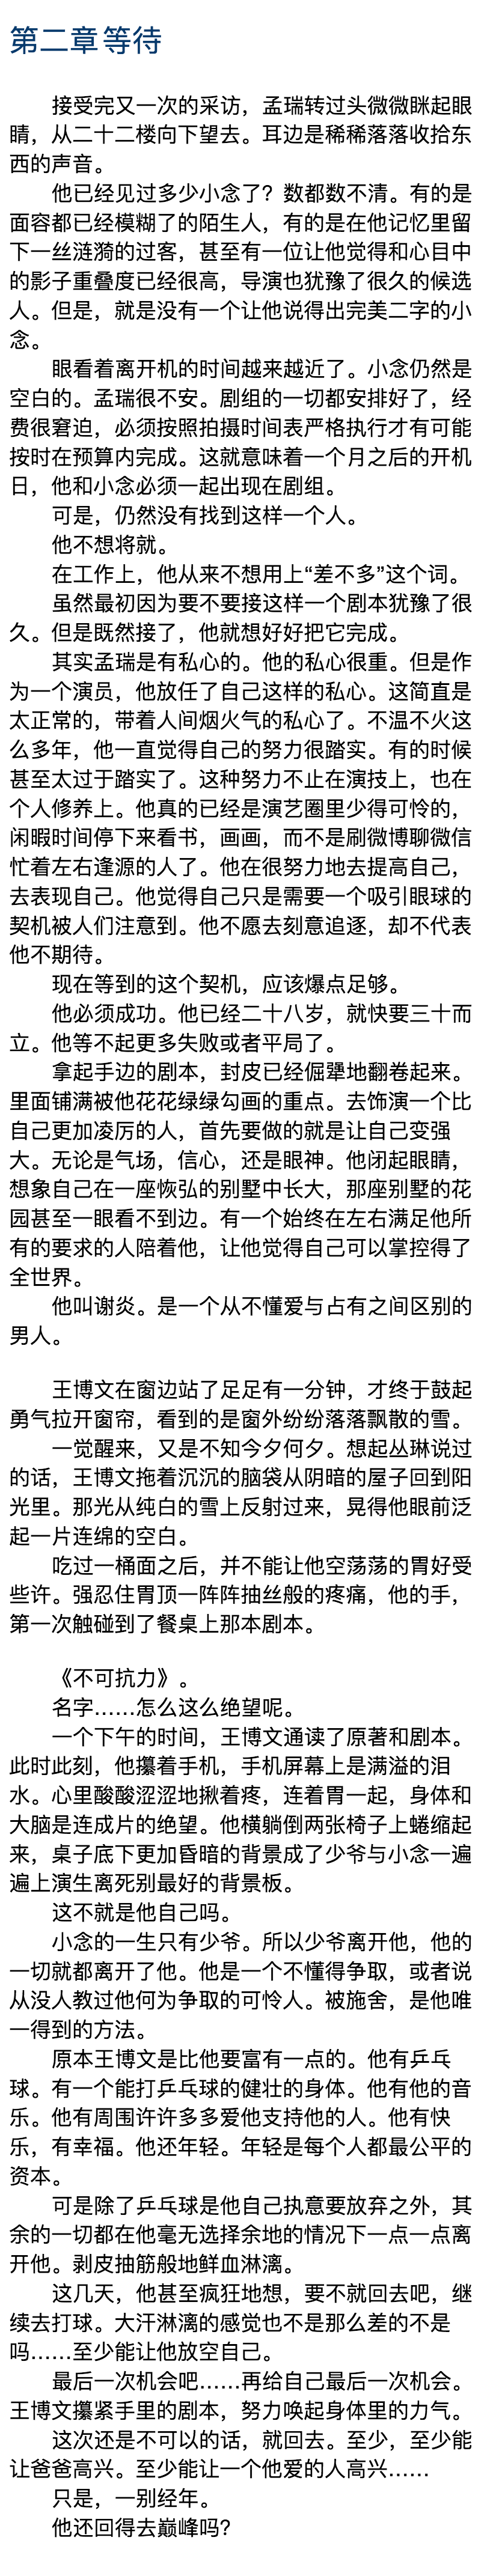 第二章 等待
接受完又一次的采访，孟瑞转过头微微眯起眼
睛，从二十二楼向下望去。耳边是稀稀落落收拾东
西的声音。
他已经见过多少小念了？数都数不清。有的是
面容都已经模糊了的陌生人，有的是在他记忆里留
下一丝涟漪的过客，甚至有一位让他觉得和心目中
的影子重叠度已经很高，导演也犹豫了很久的候选
人。但是，就是没有一个让他说得出完美二字的小
念。
眼看着离开机的时间越来越近了。小念仍然是
空白的。孟瑞很不安。剧组的一切都安排好了，经
费很窘迫，必须按照拍摄时间表严格执行才有可能
按时在预算内完成。这就意味着一个月之后的开机
日，他和小念必须一起出现在剧组。
可是，仍然没有找到这样一个人。
他不想将就。
在工作上，他从来不想用上“差不多”这个词。
虽然最初因为要不要接这样一个剧本犹豫了很
久。但是既然接了，他就想好好把它完成。
其实孟瑞是有私心的。他的私心很重。但是作
为一个演员，他放任了自己这样的私心。这简直是
太正常的，带着人间烟火气的私心了。不温不火这
么多年，他一直觉得自己的努力很踏实。有的时候
甚至太过于踏实了。这种努力不止在演技上，也在
个人修养上。他真的已经是演艺圈里少得可怜的，
闲暇时间停下来看书，画画，而不是刷微博聊微信
忙着左右逢源的人了。他在很努力地去提高自己，
去表现自己。他觉得自己只是需要一个吸引眼球的
契机被人们注意到。他不愿去刻意追逐，却不代表
他不期待。
现在等到的这个契机，应该爆点足够。
他必须成功。他已经二十八岁，就快要三十而
立。他等不起更多失败或者平局了。
拿起手边的剧本，封皮已经倔犟地翻卷起来。
里面铺满被他花花绿绿勾画的重点。去饰演一个比
自己更加凌厉的人，首先要做的就是让自己变强
大。无论是气场，信心，还是眼神。他闭起眼睛，
想象自己在一座恢弘的别墅中长大，那座别墅的花
园甚至一眼看不到边。有一个始终在左右满足他所
有的要求的人陪着他，让他觉得自己可以掌控得了
全世界。
他叫谢炎。是一个从不懂爱与占有之间区别的
男人。
王博文在窗边站了足足有一分钟，才终于鼓起
勇气拉开窗帘，看到的是窗外纷纷落落飘散的雪。
一觉醒来，又是不知今夕何夕。想起丛琳说过
的话，王博文拖着沉沉的脑袋从阴暗的屋子回到阳
光里。那光从纯白的雪上反射过来，晃得他眼前泛
起一片连绵的空白。
吃过一桶面之后，并不能让他空荡荡的胃好受
些许。强忍住胃顶一阵阵抽丝般的疼痛，他的手，
第一次触碰到了餐桌上那本剧本。
《不可抗力》。
名字……怎么这么绝望呢。
一个下午的时间，王博文通读了原著和剧本。
此时此刻，他攥着手机，手机屏幕上是满溢的泪
水。心里酸酸涩涩地揪着疼，连着胃一起，身体和
大脑是连成片的绝望。他横躺倒两张椅子上蜷缩起
来，桌子底下更加昏暗的背景成了少爷与小念一遍
遍上演生离死别最好的背景板。
这不就是他自己吗。
小念的一生只有少爷。所以少爷离开他，他的
一切就都离开了他。他是一个不懂得争取，或者说
从没人教过他何为争取的可怜人。被施舍，是他唯
一得到的方法。
原本王博文是比他要富有一点的。他有乒乓
球。有一个能打乒乓球的健壮的身体。他有他的音
乐。他有周围许许多多爱他支持他的人。他有快
乐，有幸福。他还年轻。年轻是每个人都最公平的
资本。
可是除了乒乓球是他自己执意要放弃之外，其
余的一切都在他毫无选择余地的情况下一点一点离
开他。剥皮抽筋般地鲜血淋漓。
这几天，他甚至疯狂地想，要不就回去吧，继
续去打球。大汗淋漓的感觉也不是那么差的不是
吗……至少能让他放空自己。
最后一次机会吧……再给自己最后一次机会。
王博文攥紧手里的剧本，努力唤起身体里的力气。
这次还是不可以的话，就回去。至少，至少能
让爸爸高兴。至少能让一个他爱的人高兴……
只是，一别经年。
他还回得去巅峰吗？